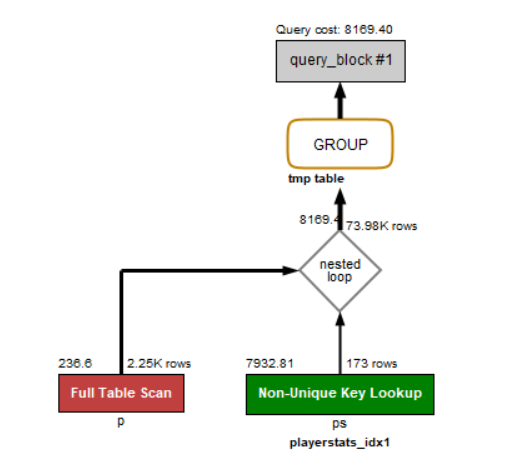 Query cost: 8169.40
query_block #1
GROUP
tmp table
8169.4
73.98K rows
nested
loop
236.6
2.25K rows
7932.81
173 rows
Full Table Scan
Non-Unique Key Lookup
p
ps
playerstats_idx1